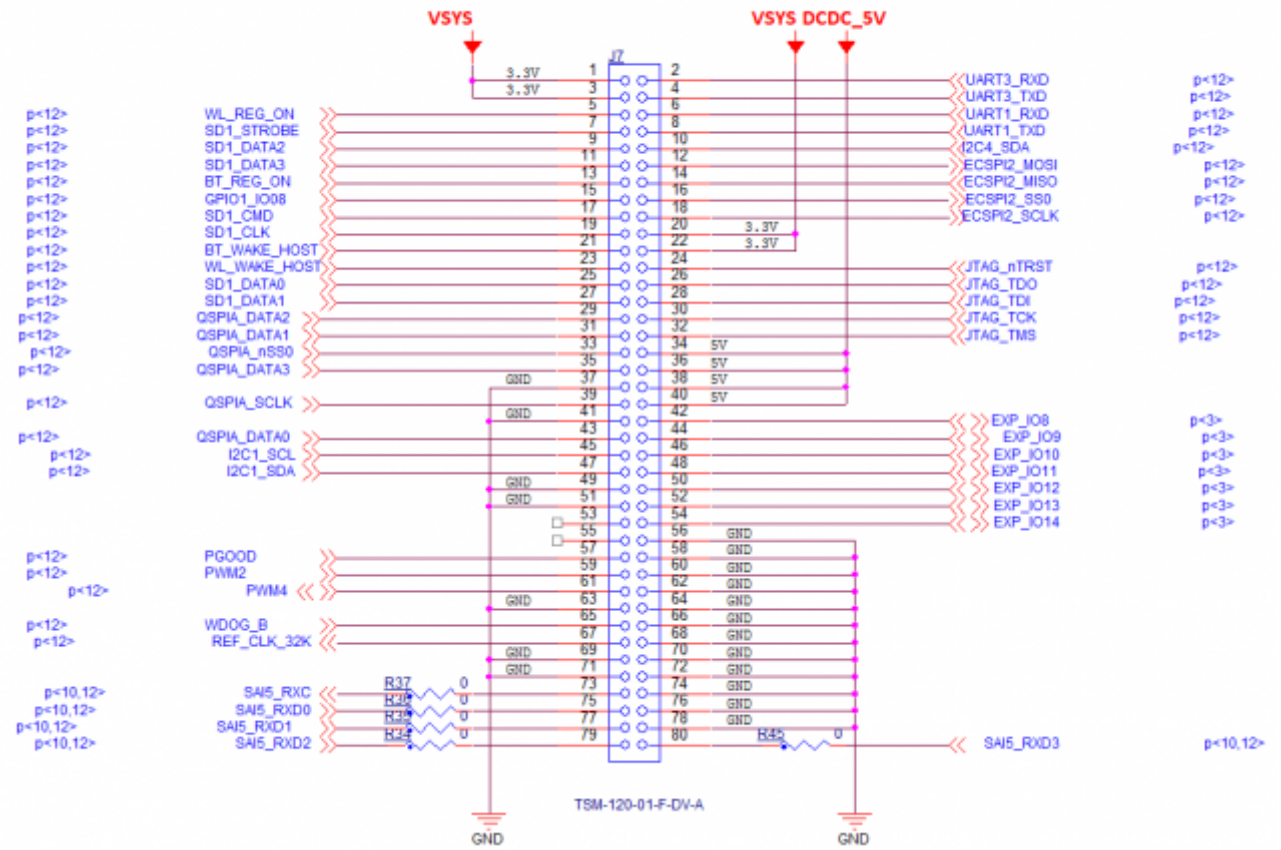 VSYS VSYS DCDC_5V
J7
3.3V 1 2 UART3_RXD p<12>
3.3V 3 4 UART3_TXD p<12>
p<12> WL_REG_ON 5 6 UART1_RXD p<12>
p<12> SD1_STROBE 7 8 UART1_TXD p<12>
p<12> SD1_DATA2 9 10 I2C4_SDA p<12>
p<12> SD1_DATA3 11 12 ECSPI2_MOSI p<12>
p<12> BT_REG_ON 13 14 ECSPI2_MISO p<12>
p<12> GPIO1_IO08 15 16 ECSPI2_SS0 p<12>
p<12> SD1_CMD 17 18 ECSPI2_SCLK p<12>
p<12> SD1_CLK 19 20 3.3V
p<12> BT_WAKE_HOST 21 22 3.3V
p<12> WL_WAKE_HOST 23 24 JTAG_nTRST p<12>
p<12> SD1_DATA0 25 26 JTAG_TDO p<12>
p<12> SD1_DATA1 27 28 JTAG_TDI p<12>
p<12> QSPIA_DATA2 29 30 JTAG_TCK p<12>
p<12> QSPIA_DATA1 31 32 JTAG_TMS p<12>
p<12> QSPIA_nSS0 33 34 5V
p<12> QSPIA_DATA3 35 36 5V
GND 37 38 5V
p<12> QSPIA_SCLK 39 40 5V
GND 41 42 EXP_IO8 p<3>
p<12> QSPIA_DATA0 43 44 EXP_IO9 p<3>
p<12> I2C1_SCL 45 46 EXP_IO10 p<3>
p<12> I2C1_SDA 47 48 EXP_IO11 p<3>
GND 49 50 EXP_IO12 p<3>
GND 51 52 EXP_IO13 p<3>
53 54 EXP_IO14 p<3>
55 56 GND
p<12> PGOOD 57 58 GND
p<12> PWM2 59 60 GND
p<12> PWM4 61 62 GND
GND 63 64 GND
p<12> WDOG_B 65 66 GND
p<12> REF_CLK_32K 67 68 GND
GND 69 70 GND
GND 71 72 GND
p<10,12> SAI5_RXC R37 0 73 74 GND
p<10,12> SAI5_RXD0 R36 0 75 76 GND
p<10,12> SAI5_RXD1 R35 0 77 78 GND
p<10,12> SAI5_RXD2 R34 0 79 80 R45 0 SAI5_RXD3 p<10,12>
TSM-120-01-F-DV-A
GND GND